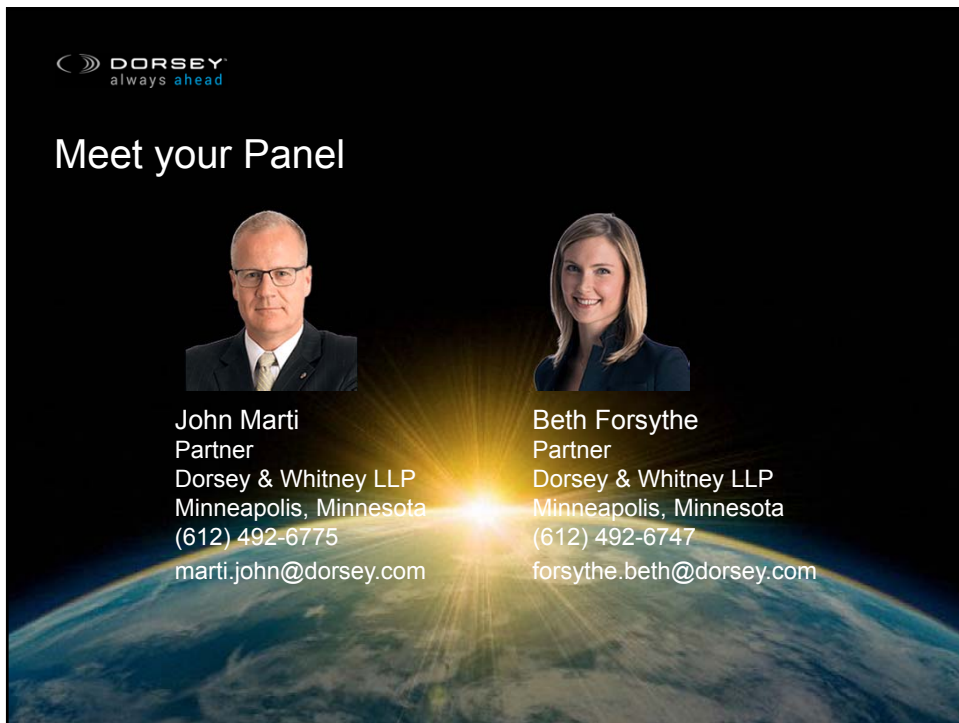 DORSEY
always ahead
Meet your Panel
John Marti
Partner
Dorsey & Whitney LLP
Minneapolis, Minnesota
(612) 492-6775
marti.john@dorsey.com
Beth Forsythe
Partner
Dorsey & Whitney LLP
Minneapolis, Minnesota
(612) 492-6747
forsythe.beth@dorsey.com